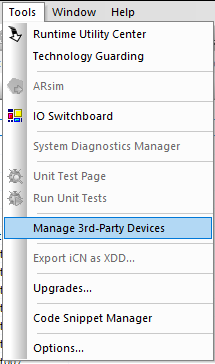 Tools Window Help
Runtime Utility Center
Technology Guarding
ARsim
IO Switchboard
System Diagnostics Manager
Unit Test Page
Run Unit Tests
Manage 3rd-Party Devices
Export iCN as XDD...
Upgrades...
Code Snippet Manager
Options...